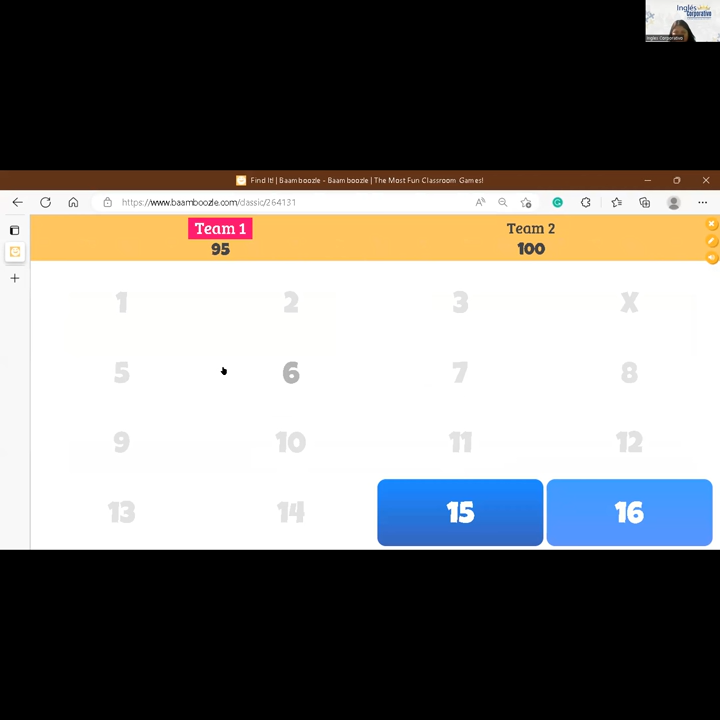 Inglés
Corporativo
Inglés Corporativo
Find It! | Baamboozle - Baamboozle | The Most Fun Classroom Games!
https://www.baamboozle.com/classic/264131
Team 1
Team 2
95
100
1 2 3 X
5 6 7 8
9 10 11 12
13 14 15 16